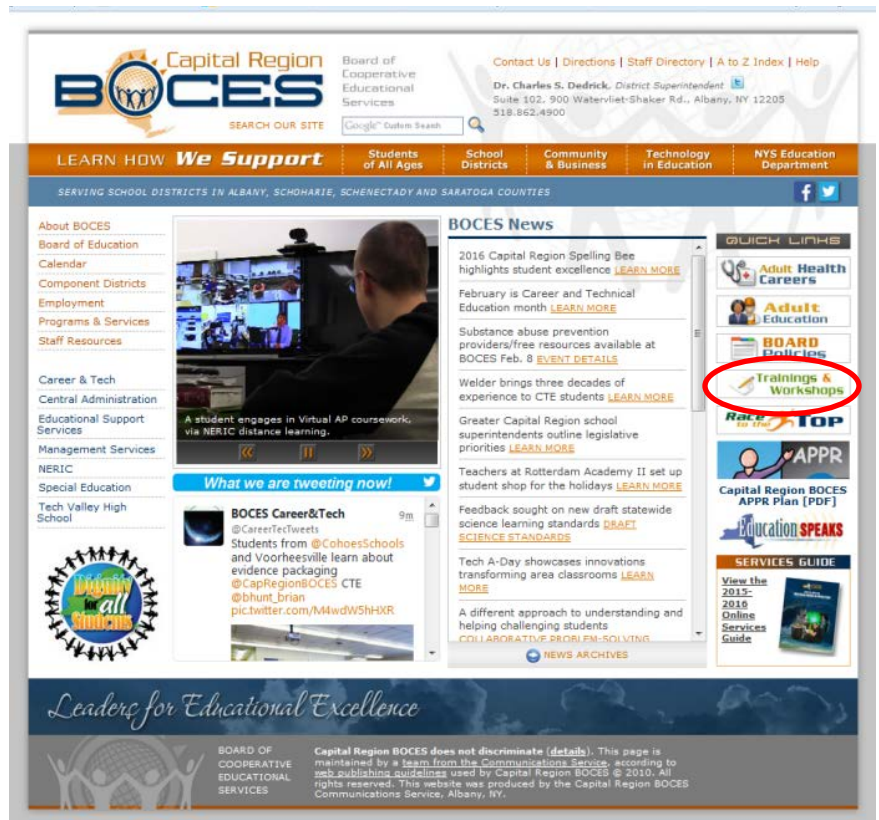 Capital Region
BOCES
Board of
Cooperative
Educational
Services
Contact Us | Directions | Staff Directory | A to Z Index | Help
Dr. Charles S. Dedrick, District Superintendent
Suite 102. 900 Watervliet-Shaker Rd., Albany, NY 12205
518.862.4900
SEARCH OUR SITE
Google™ Custom Search
LEARN HOW We Support
Students of All Ages
School Districts
Community & Business
Technology in Education
NYS Education Department
SERVING SCHOOL DISTRICTS IN ALBANY, SCHOHARIE, SCHENECTADY AND SARATOGA COUNTIES
About BOCES
Board of Education
Calendar
Component Districts
Employment
Programs & Services
Staff Resources
Career & Tech
Central Administration
Educational Support
Services
Management Services
NERIC
Special Education
Tech Valley High
School
Dignity
for all
Students
A student engages in Virtual AP coursework,
via NERIC distance learning.
What we are tweeting now!
BOCES Career&Tech 9m
@CareerTecTweets
Students from @CohoesSchools
and Voorheesville learn about
evidence packaging
@CapRegionBOCES CTE
@bhunt_brian
pic.twitter.com/M4wdW5hHXR
BOCES News
2016 Capital Region Spelling Bee
highlights student excellence LEARN MORE
February is Career and Technical
Education month LEARN MORE
Substance abuse prevention
providers/free resources available at
BOCES Feb. 8 EVENT DETAILS
Welder brings three decades of
experience to CTE students LEARN MORE
Greater Capital Region school
superintendents outline legislative
priorities LEARN MORE
Teachers at Rotterdam Academy II set up
student shop for the holidays LEARN MORE
Feedback sought on new draft statewide
science learning standards DRAFT
SCIENCE STANDARDS
Tech A-Day showcases innovations
transforming area classrooms LEARN
MORE
A different approach to understanding and
helping challenging students
COLLABORATIVE PROBLEM-SOLVING
NEWS ARCHIVES
QUICK LINKS
Adult Health
Careers
Adult
Education
BOARD
Policies
Trainings &
Workshops
Race
to the TOP
APPR
Capital Region BOCES
APPR Plan [PDF]
Education SPEAKS
SERVICES GUIDE
View the
2015-
2016
Online
Services
Guide
Leaders for Educational Excellence
BOARD OF
COOPERATIVE
EDUCATIONAL
SERVICES
Capital Region BOCES does not discriminate (details). This page is
maintained by a team from the Communications Service, according to
web publishing guidelines used by Capital Region BOCES © 2010. All
rights reserved. This website was produced by the Capital Region BOCES
Communications Service, Albany, NY.